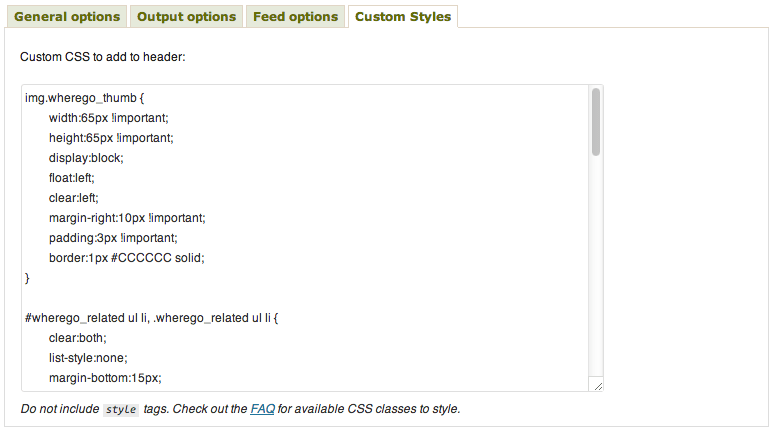 General options Output options Feed options Custom Styles
Custom CSS to add to header:
img.wherego_thumb {
width:65px !important;
height:65px !important;
display:block;
float:left;
clear:left;
margin-right:10px !important;
padding:3px !important;
border:1px #CCCCCC solid;
}
#wherego_related ul li, .wherego_related ul li {
clear:both;
list-style:none;
margin-bottom:15px;
Do not include style tags. Check out the FAQ for available CSS classes to style.